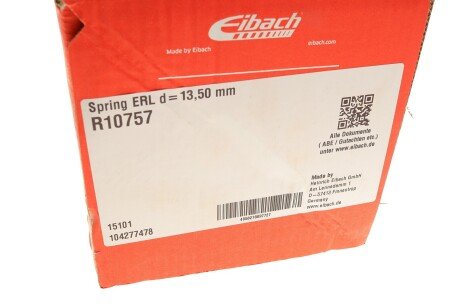 Eibach
Made by Eibach
eibach.com
Spring ERL d=13,50 mm
R10757
Alle Dokumente
( ABE / Gutachten etc.)
unter www.eibach.de
Made by
Heinrich Eibach GmbH
Am Lennedamm 1
D-57413 Finnentrop
Germany
www.eibach.de
15101
104277478